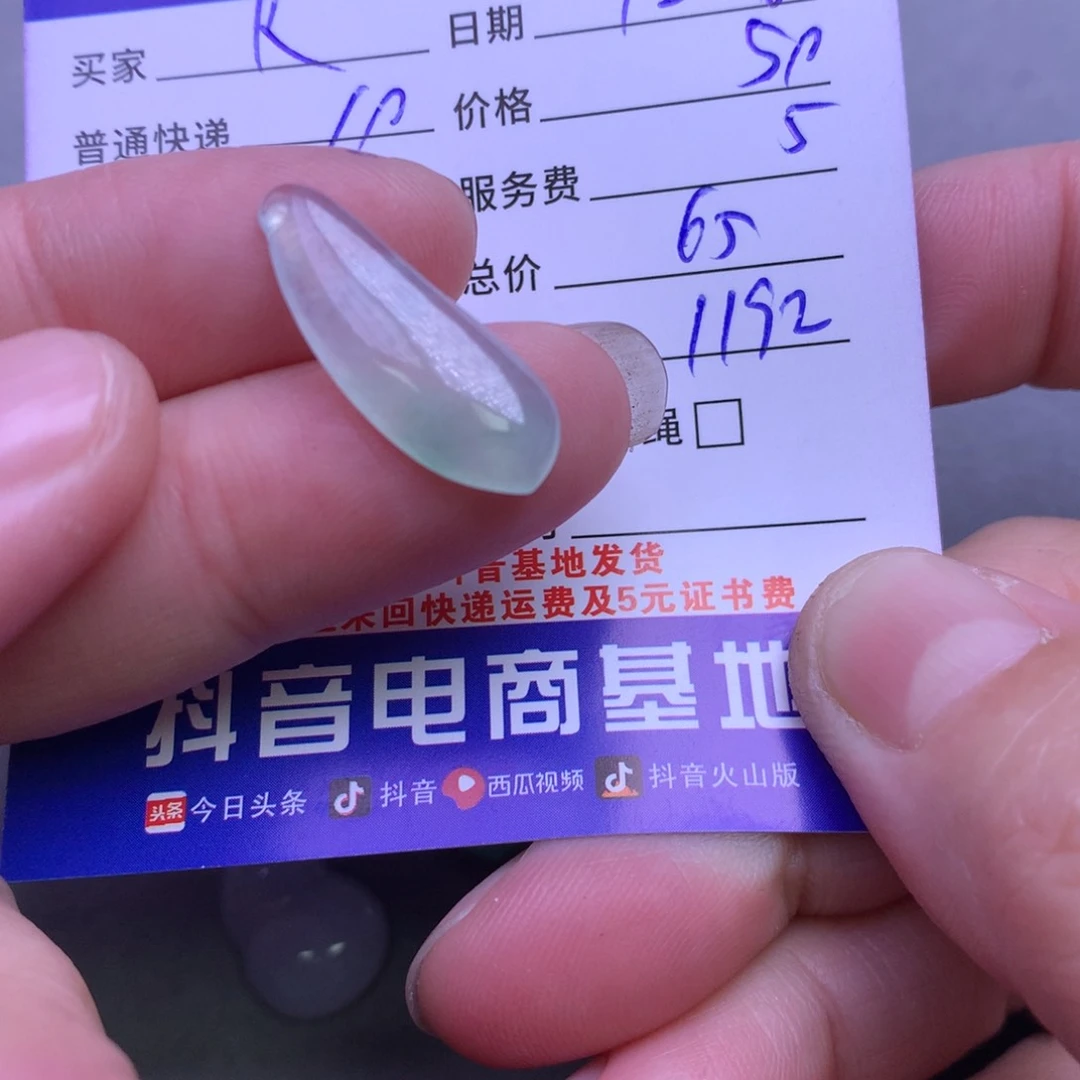 买家 K 日期
普通快递 10 价格 50
服务费 5
总价 65
1192
绳
音基地发货
来回快递运费及5元证书费
抖音电商基地
头条 今日头条 抖音 西瓜视频 抖音火山版